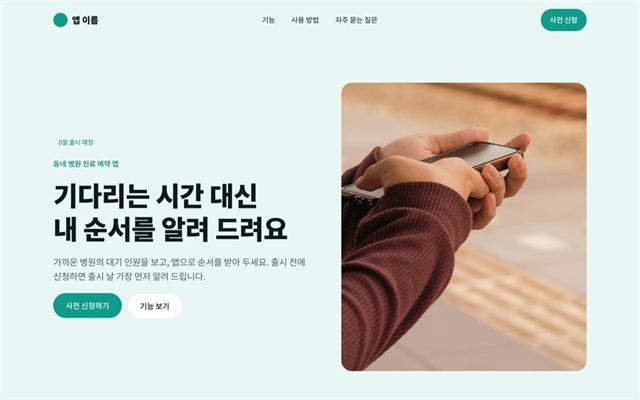 앱 이름
기능
사용 방법
자주 묻는 질문
사전 신청
0월 출시 예정
동네 병원 진료 예약 앱
기다리는 시간 대신
내 순서를 알려 드려요
가까운 병원의 대기 인원을 보고, 앱으로 순서를 받아 두세요. 출시 전에
신청하면 출시 날 가장 먼저 알려 드립니다.
사전 신청하기
기능 보기